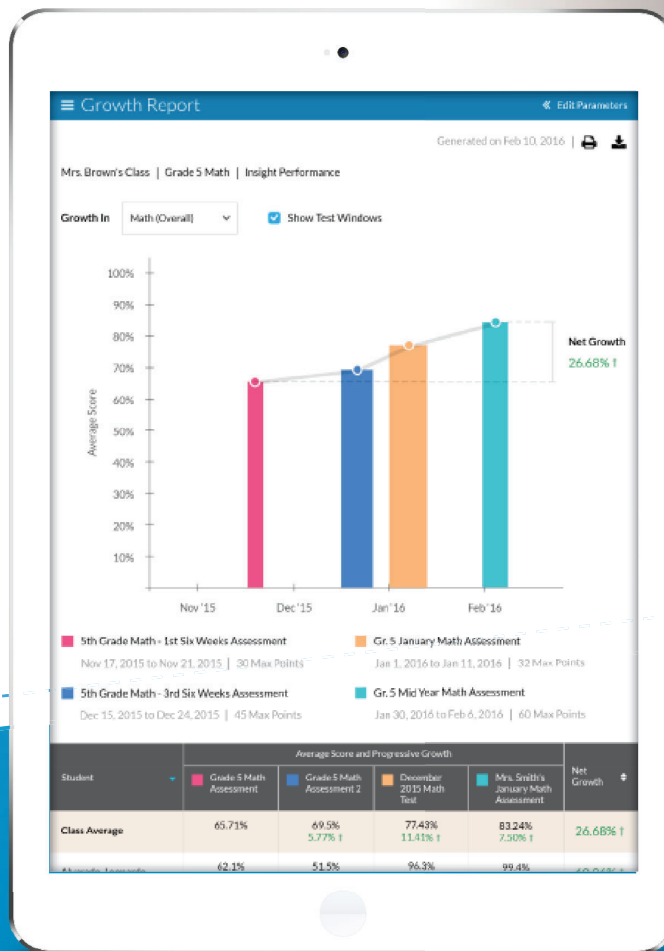 Growth Report
Edit Parameters
Generated on Feb 10, 2016 |
Mrs. Brown's Class | Grade 5 Math | Insight Performance
Growth In
Math (Overall)
Show Test Windows
100%
90%
80%
70%
60%
50%
40%
30%
20%
10%
Average Score
Net Growth
26.68% ↑
Nov '15
Dec '15
Jan '16
Feb '16
5th Grade Math - 1st Six Weeks Assessment
Nov 17, 2015 to Nov 21, 2015 | 30 Max Points
Gr. 5 January Math Assessment
Jan 1, 2016 to Jan 11, 2016 | 32 Max Points
5th Grade Math - 3rd Six Weeks Assessment
Dec 15, 2015 to Dec 24, 2015 | 45 Max Points
Gr. 5 Mid Year Math Assessment
Jan 30, 2016 to Feb 6, 2016 | 60 Max Points
Average Score and Progressive Growth
Student
Grade 5 Math
Assessment
Grade 5 Math
Assessment 2
December
2015 Math
Test
Mrs. Smith's
January Math
Assessment
Net
Growth
Class Average
65.71%
69.5%
5.77% ↑
77.43%
11.41% ↑
83.24%
7.50% ↑
26.68% ↑
62.1%
51.5%
96.3%
99.4%